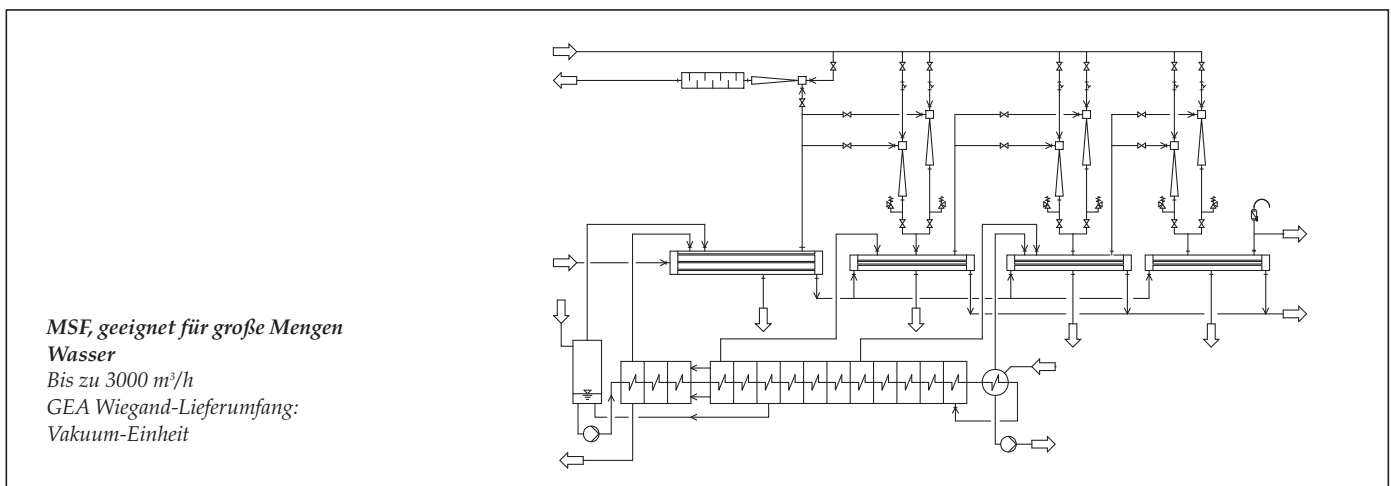 MSF, geeignet für große Mengen
Wasser
Bis zu 3000 m³/h
GEA Wiegand-Lieferumfang:
Vakuum-Einheit